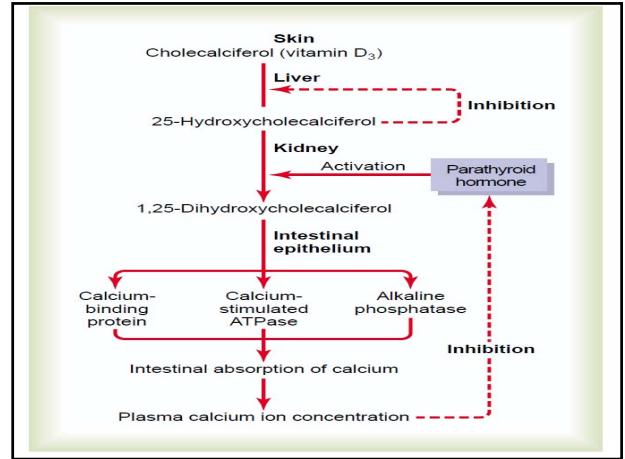 Skin
Cholecalciferol (vitamin D₃)
Liver
Inhibition
25-Hydroxycholecalciferol
Kidney
Activation
Parathyroid
hormone
1,25-Dihydroxycholecalciferol
Intestinal
epithelium
Calcium-
binding
protein
Calcium-
stimulated
ATPase
Alkaline
phosphatase
Inhibition
Intestinal absorption of calcium
Plasma calcium ion concentration